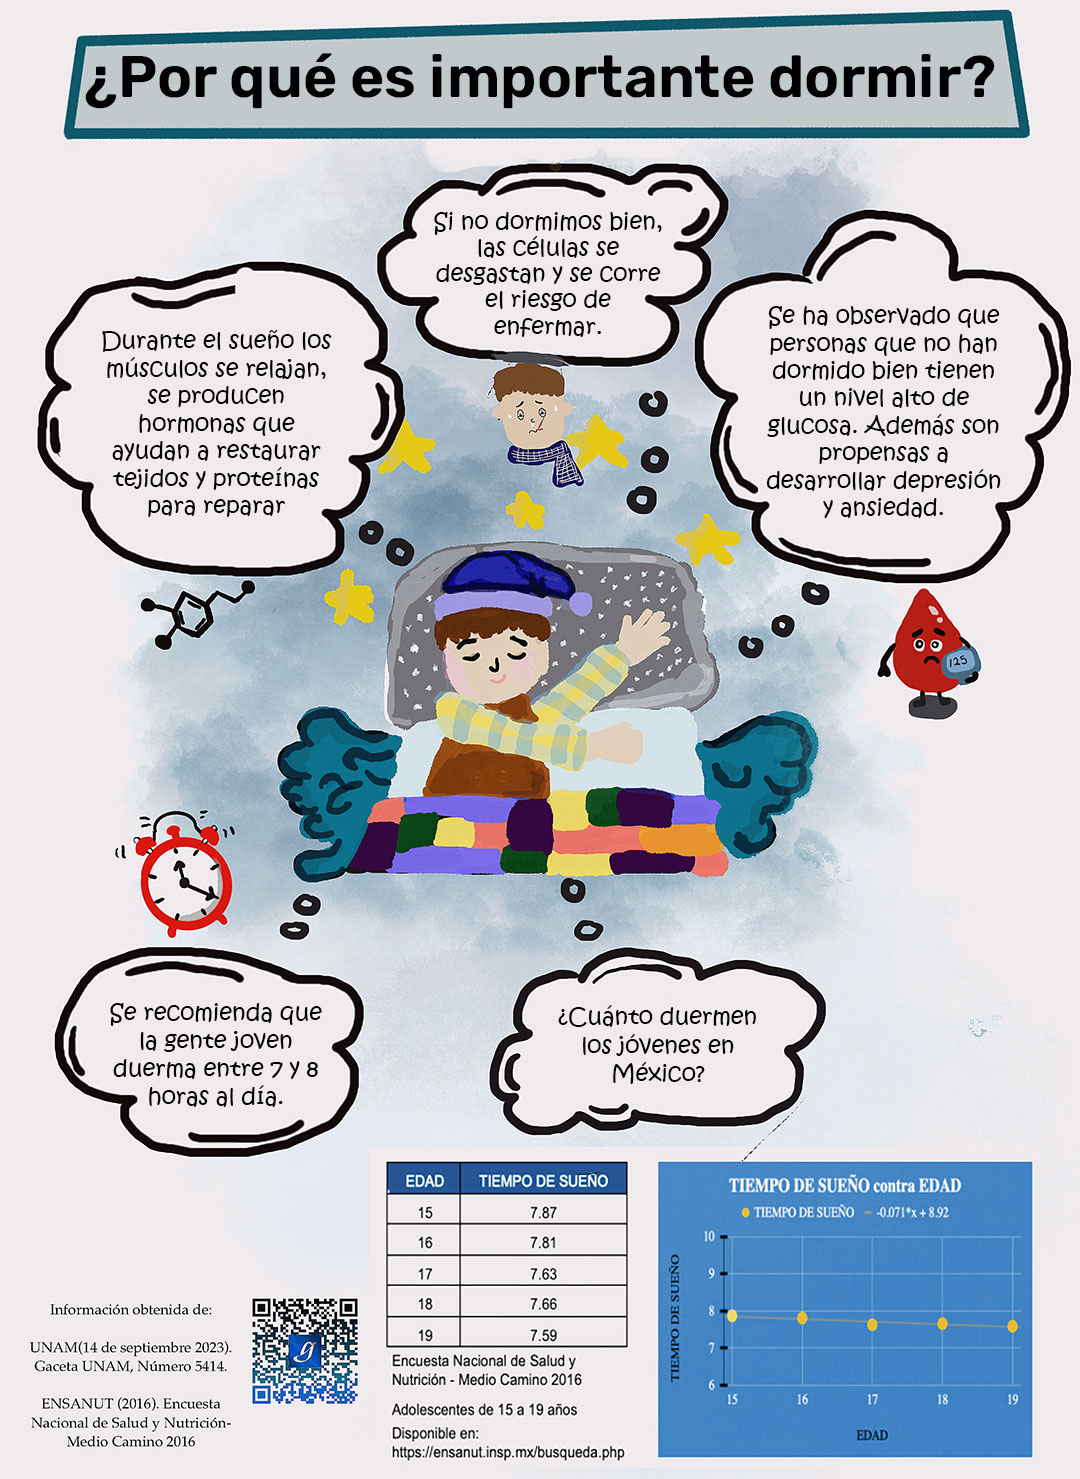 ¿Por qué es importante dormir?
Si no dormimos bien,
las células se
desgastan y se corre
el riesgo de
enfermar.
Durante el sueño los
músculos se relajan,
se producen
hormonas que
ayudan a restaurar
tejidos y proteínas
para reparar
Se ha observado que
personas que no han
dormido bien tienen
un nivel alto de
glucosa. Además son
propensas a
desarrollar depresión
y ansiedad.
125
Se recomienda que
la gente joven
duerma entre 7 y 8
horas al día.
¿Cuánto duermen
los jóvenes en
México?
EDAD TIEMPO DE SUEÑO
15 7.87
16 7.81
17 7.63
18 7.66
19 7.59
Encuesta Nacional de Salud y
Nutrición - Medio Camino 2016
Adolescentes de 15 a 19 años
Disponible en:
https://ensanut.insp.mx/busqueda.php
TIEMPO DE SUEÑO contra EDAD
TIEMPO DE SUEÑO -0.071*x + 8.92
TIEMPO DE SUEÑO
10
9
8
7
6
15 16 17 18 19
EDAD
Información obtenida de:
UNAM(14 de septiembre 2023).
Gaceta UNAM, Número 5414.
ENSANUT (2016). Encuesta
Nacional de Salud y Nutrición-
Medio Camino 2016
g